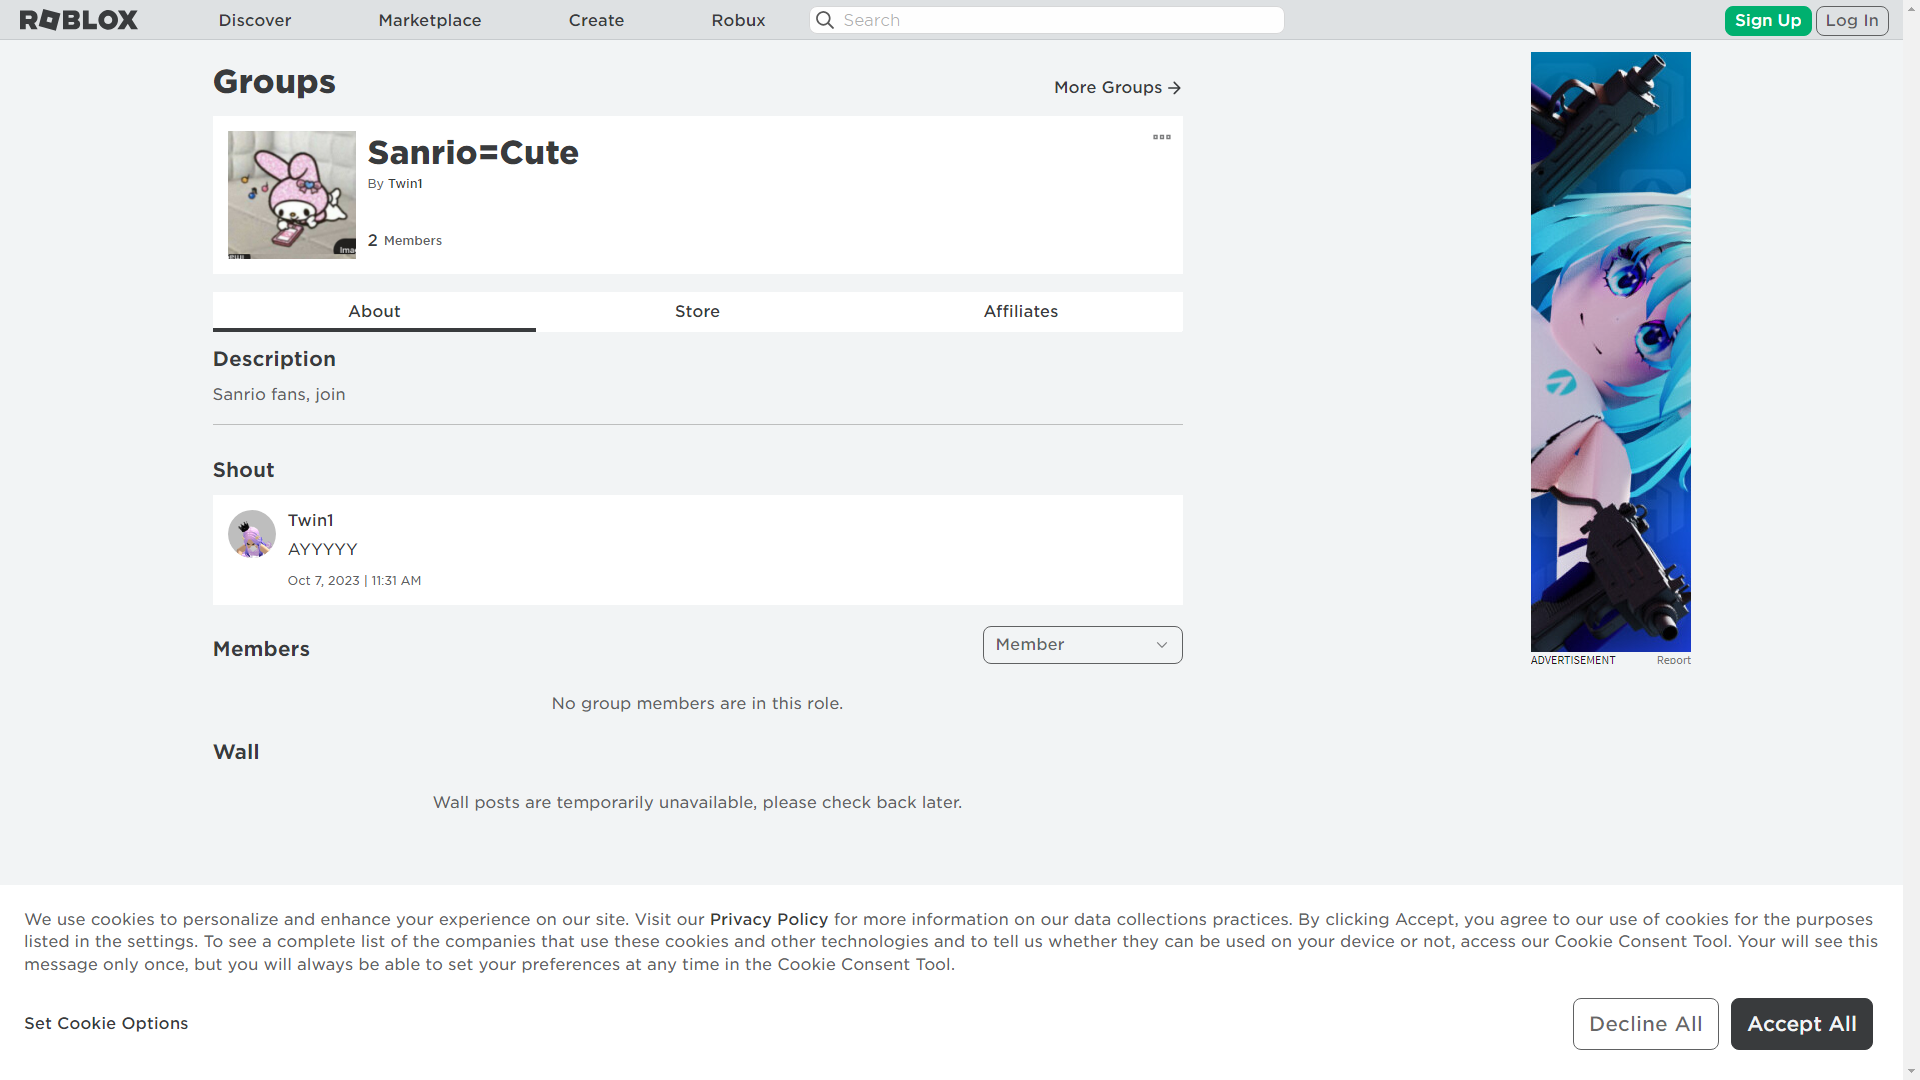 ROBLOX Discover Marketplace Create Robux Search Sign Up Log In
Groups
More Groups
Sanrio=Cute
By Twin1
2 Members
About Store Affiliates
Description
Sanrio fans, join
Shout
Twin1
AYYYYY
Oct 7, 2023 | 11:31 AM
Members
Member
No group members are in this role.
Wall
Wall posts are temporarily unavailable, please check back later.
ADVERTISEMENT Report
We use cookies to personalize and enhance your experience on our site. Visit our Privacy Policy for more information on our data collections practices. By clicking Accept, you agree to our use of cookies for the purposes
listed in the settings. To see a complete list of the companies that use these cookies and other technologies and to tell us whether they can be used on your device or not, access our Cookie Consent Tool. Your will see this
message only once, but you will always be able to set your preferences at any time in the Cookie Consent Tool.
Set Cookie Options
Decline All
Accept All